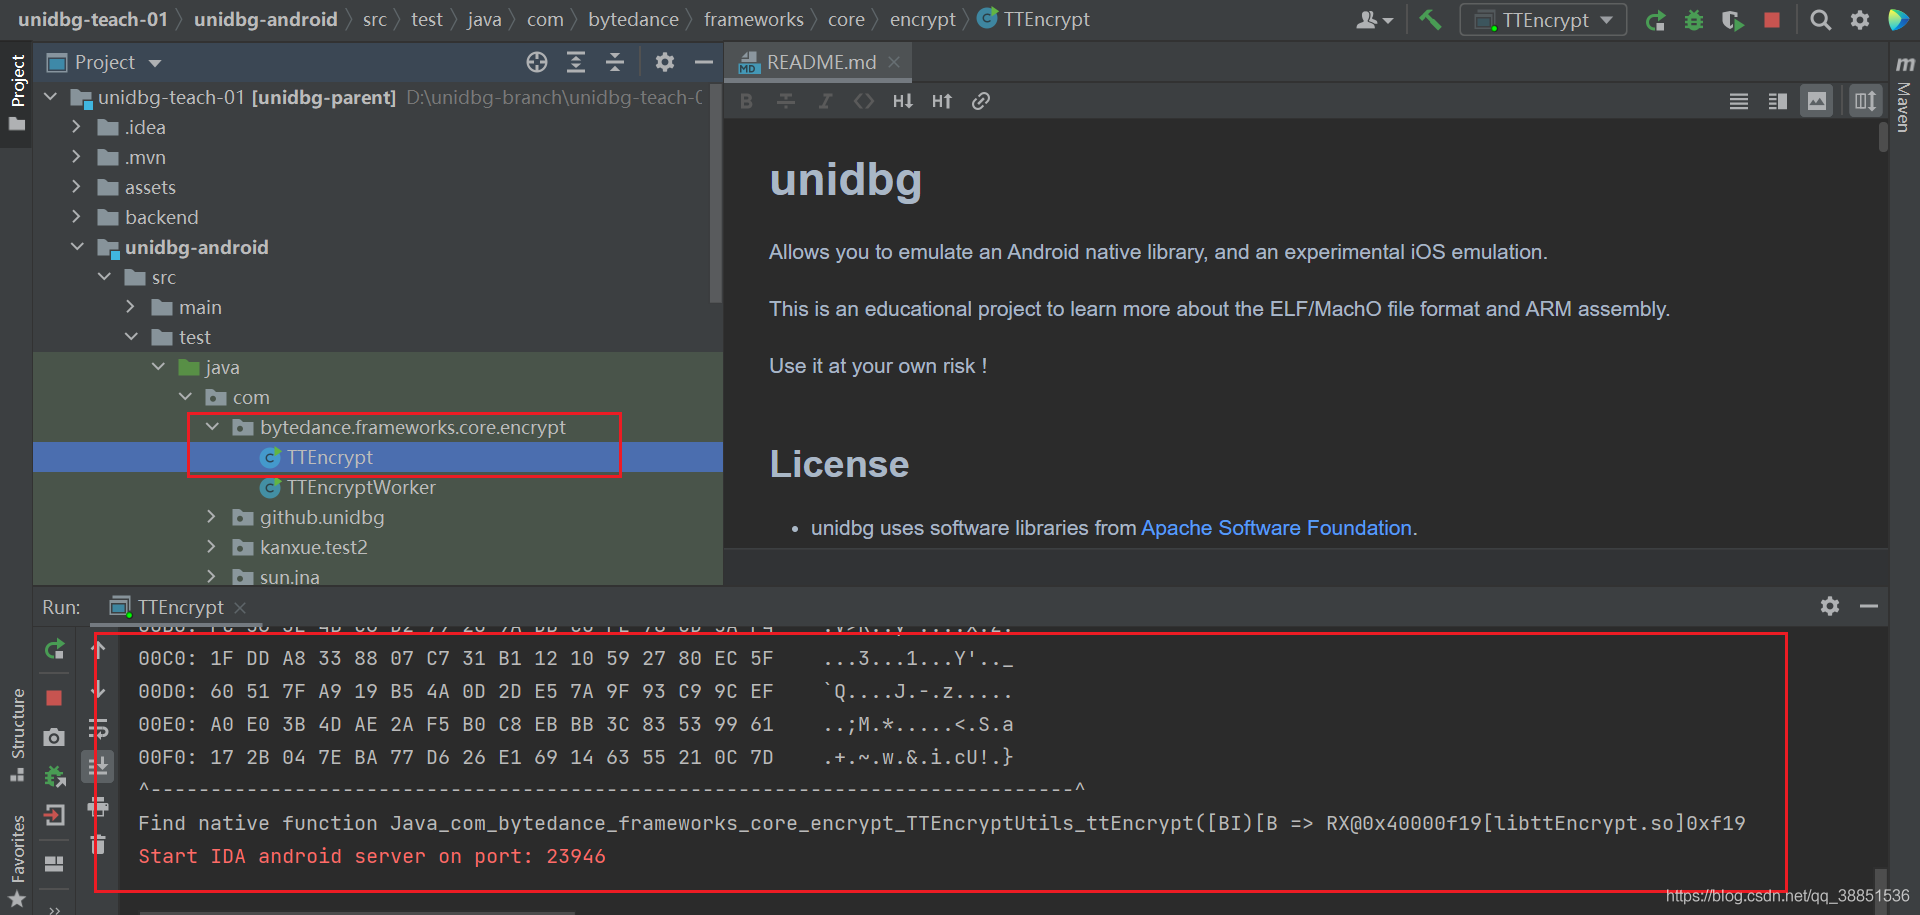 unidbg-teach-01 〉 unidbg-android 〉 src 〉 test 〉 java 〉 com 〉 bytedance 〉 frameworks 〉 core 〉 encrypt 〉 TTEncrypt
TTEncrypt
Project
Project
unidbg-teach-01 [unidbg-parent] D:\unidbg-branch\unidbg-teach-0
.idea
.mvn
assets
backend
unidbg-android
src
main
test
java
com
bytedance.frameworks.core.encrypt
TTEncrypt
TTEncryptWorker
github.unidbg
kanxue.test2
sun.jna
README.md
B I <> H↓ H↑
Maven
unidbg
Allows you to emulate an Android native library, and an experimental iOS emulation.
This is an educational project to learn more about the ELF/MachO file format and ARM assembly.
Use it at your own risk !
License
• unidbg uses software libraries from Apache Software Foundation.
Run: TTEncrypt
00C0: 1F DD A8 33 88 07 C7 31 B1 12 10 59 27 80 EC 5F ...3...1...Y'.._
00D0: 60 51 7F A9 19 B5 4A 0D 2D E5 7A 9F 93 C9 9C EF `Q....J.-.z.....
00E0: A0 E0 3B 4D AE 2A F5 B0 C8 EB BB 3C 83 53 99 61 ..;M.*.....<.S.a
00F0: 17 2B 04 7E BA 77 D6 26 E1 69 14 63 55 21 0C 7D .+.~.w.&.i.cU!.}
^-----------------------------------------------------------------------------^
Find native function Java_com_bytedance_frameworks_core_encrypt_TTEncryptUtils_ttEncrypt([BI)[B => RX@0x40000f19[libttEncrypt.so]0xf19
Start IDA android server on port: 23946
Structure
Favorites
https://blog.csdn.net/qq_38851536